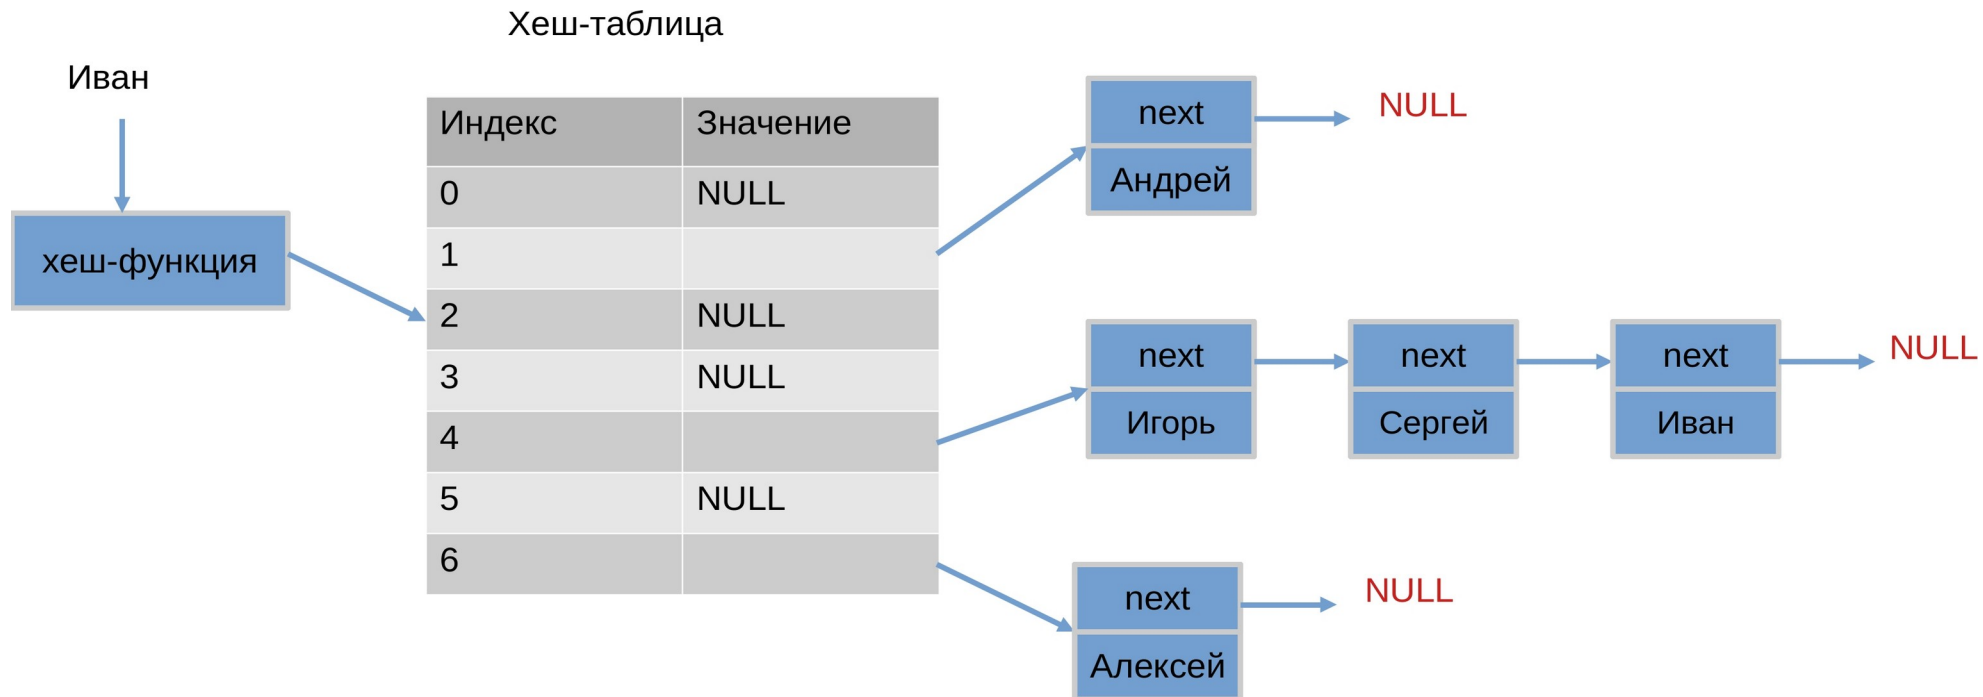 Хеш-таблица
Иван
хеш-функция
Индекс Значение
0 NULL
1
2 NULL
3 NULL
4
5 NULL
6
next NULL
Андрей
next next next NULL
Игорь Сергей Иван
next NULL
Алексей